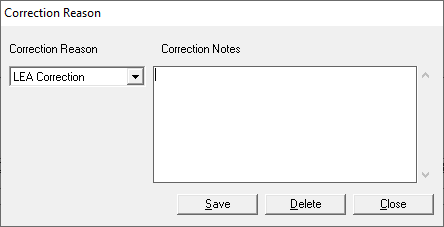 Correction Reason
Correction Reason Correction Notes
LEA Correction
Save Delete Close